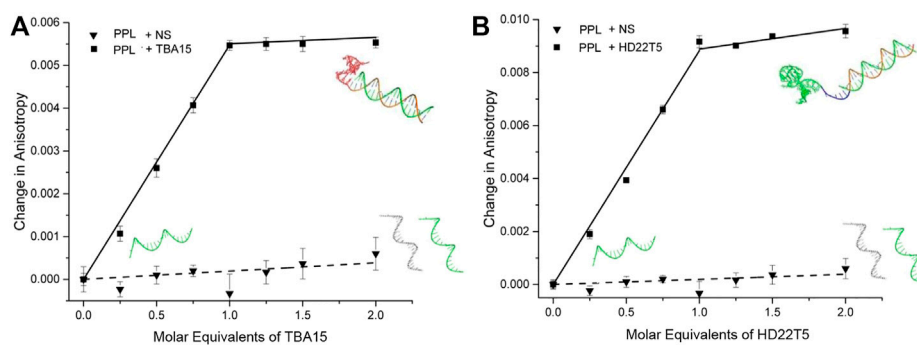 A
PPL + NS
PPL + TBA15
Change in Anisotropy
0.006
0.005
0.004
0.003
0.002
0.001
0.000
0.0 0.5 1.0 1.5 2.0
Molar Equivalents of TBA15
B
PPL + NS
PPL + HD22T5
Change in Anisotropy
0.010
0.008
0.006
0.004
0.002
0.000
0.0 0.5 1.0 1.5 2.0
Molar Equivalents of HD22T5